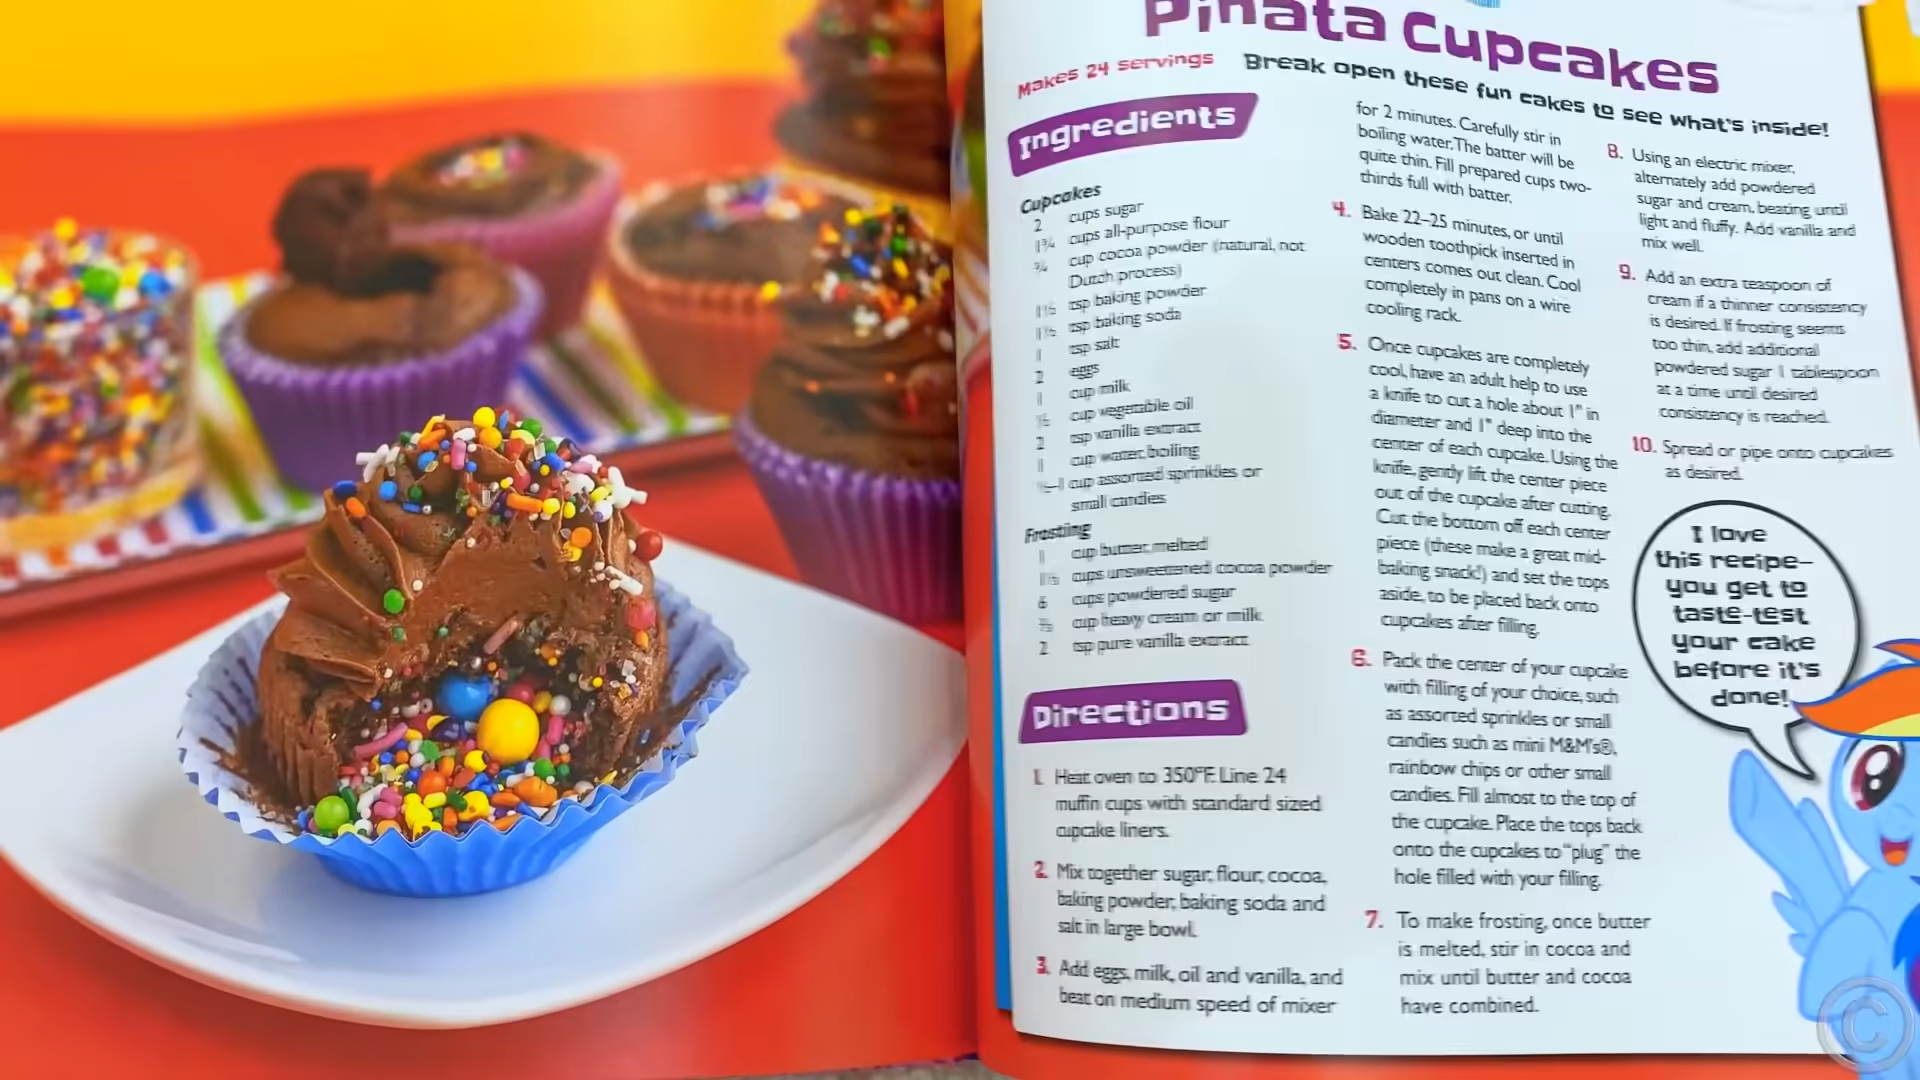 Piñata Cupcakes
Makes 24 servings
Break open these fun cakes to see what's inside!
Ingredients
Cupcakes
2 cups sugar
1¾ cups all-purpose flour
¾ cup cocoa powder (natural, not
Dutch process)
1½ tsp baking powder
1½ tsp baking soda
1 tsp salt
2 eggs
1 cup milk
½ cup vegetable oil
2 tsp vanilla extract
1 cup water, boiling
½–1 cup assorted sprinkles or
small candies
Frosting
1 cup butter, melted
cups unsweetened cocoa powder
6 cups powdered sugar
cup heavy cream or milk
2 tsp pure vanilla extract
Directions
1. Heat oven to 350°F. Line 24
muffin cups with standard sized
cupcake liners.
2. Mix together sugar, flour, cocoa,
baking powder, baking soda and
salt in large bowl.
3. Add eggs, milk, oil and vanilla, and
beat on medium speed of mixer
for 2 minutes. Carefully stir in
boiling water. The batter will be
quite thin. Fill prepared cups two-
thirds full with batter.
4. Bake 22–25 minutes, or until
wooden toothpick inserted in
centers comes out clean. Cool
completely in pans on a wire
cooling rack.
5. Once cupcakes are completely
cool, have an adult help to use
a knife to cut a hole about 1" in
diameter and 1" deep into the
center of each cupcake. Using the
knife, gently lift the center piece
out of the cupcake after cutting.
Cut the bottom off each center
piece (these make a great mid-
baking snack!) and set the tops
aside, to be placed back onto
cupcakes after filling.
6. Pack the center of your cupcake
with filling of your choice, such
as assorted sprinkles or small
candies such as mini M&M's®,
rainbow chips or other small
candies. Fill almost to the top of
the cupcake. Place the tops back
onto the cupcakes to "plug" the
hole filled with your filling.
7. To make frosting, once butter
is melted, stir in cocoa and
mix until butter and cocoa
have combined.
8. Using an electric mixer,
alternately add powdered
sugar and cream, beating until
light and fluffy. Add vanilla and
mix well.
9. Add an extra teaspoon of
cream if a thinner consistency
is desired. If frosting seems
too thin, add additional
powdered sugar 1 tablespoon
at a time until desired
consistency is reached.
10. Spread or pipe onto cupcakes
as desired.
I love
this recipe–
you get to
taste-test
your cake
before it's
done!
©